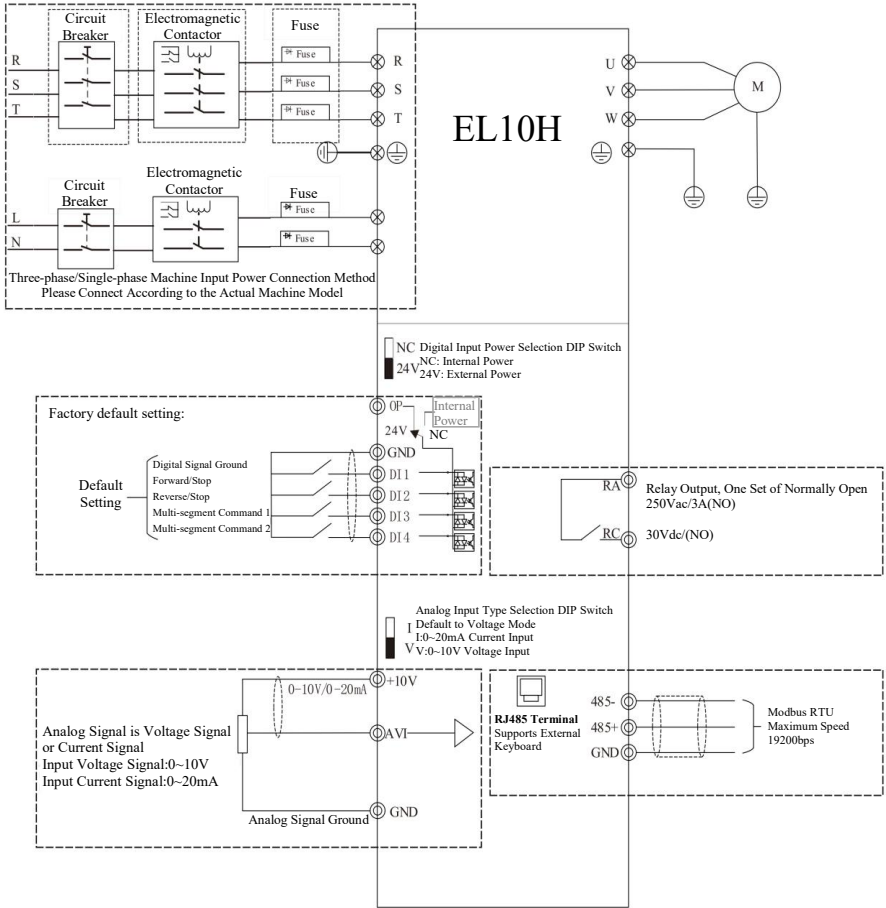 Circuit
Breaker
Electromagnetic
Contactor
Fuse
R
S
T
Fuse
Fuse
Fuse
R
S
T
EL10H
U
V
W
M
Circuit
Breaker
Electromagnetic
Contactor
Fuse
L
N
Fuse
Fuse
Three-phase/Single-phase Machine Input Power Connection Method
Please Connect According to the Actual Machine Model
NC
24V
Digital Input Power Selection DIP Switch
NC: Internal Power
24V: External Power
Factory default setting:
OP
Internal
Power
24V
NC
GND
DI1
DI2
DI3
DI4
Default
Setting
Digital Signal Ground
Forward/Stop
Reverse/Stop
Multi-segment Command 1
Multi-segment Command 2
RA
RC
Relay Output, One Set of Normally Open
250Vac/3A(NO)
30Vdc/(NO)
I
V
Analog Input Type Selection DIP Switch
Default to Voltage Mode
I:0~20mA Current Input
V:0~10V Voltage Input
0-10V/0-20mA
+10V
AVI
GND
Analog Signal is Voltage Signal
or Current Signal
Input Voltage Signal:0~10V
Input Current Signal:0~20mA
Analog Signal Ground
RJ485 Terminal
Supports External
Keyboard
485-
485+
GND
Modbus RTU
Maximum Speed
19200bps